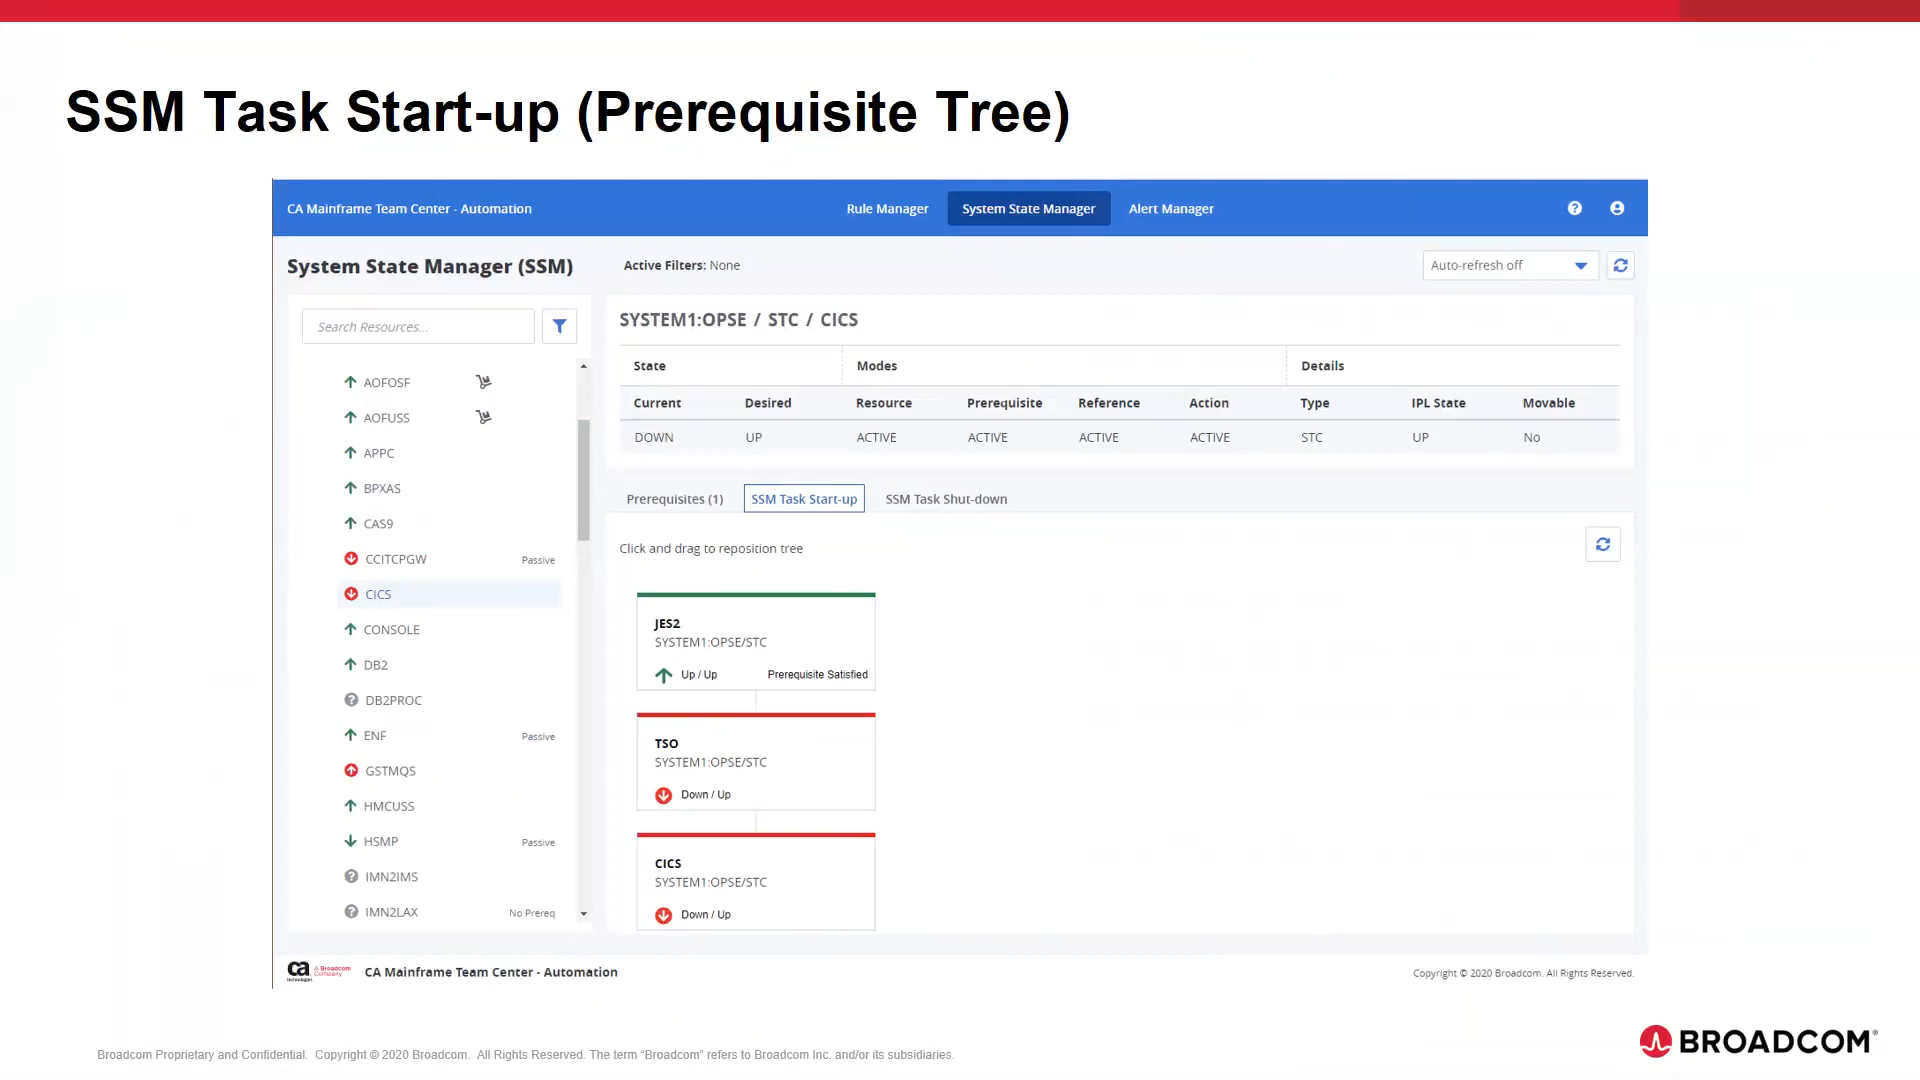 SSM Task Start-up (Prerequisite Tree)
CA Mainframe Team Center - Automation
Rule Manager
System State Manager
Alert Manager
System State Manager (SSM)
Active Filters: None
Auto-refresh off
Search Resources...
AOFOSF
AOFUSS
APPC
BPXAS
CAS9
CCITCPGW Passive
CICS
CONSOLE
DB2
DB2PROC
ENF Passive
GSTMQS
HMCUSS
HSMP Passive
IMN2IMS
IMN2LAX No Prereq
SYSTEM1:OPSE / STC / CICS
State Modes Details
Current Desired Resource Prerequisite Reference Action Type IPL State Movable
DOWN UP ACTIVE ACTIVE ACTIVE ACTIVE STC UP No
Prerequisites (1) SSM Task Start-up SSM Task Shut-down
Click and drag to reposition tree
JES2
SYSTEM1:OPSE/STC
Up / Up Prerequisite Satisfied
TSO
SYSTEM1:OPSE/STC
Down / Up
CICS
SYSTEM1:OPSE/STC
Down / Up
ca technologies A Broadcom Company
CA Mainframe Team Center - Automation
Copyright © 2020 Broadcom. All Rights Reserved.
Broadcom Proprietary and Confidential. Copyright © 2020 Broadcom. All Rights Reserved. The term “Broadcom” refers to Broadcom Inc. and/or its subsidiaries.
BROADCOM®